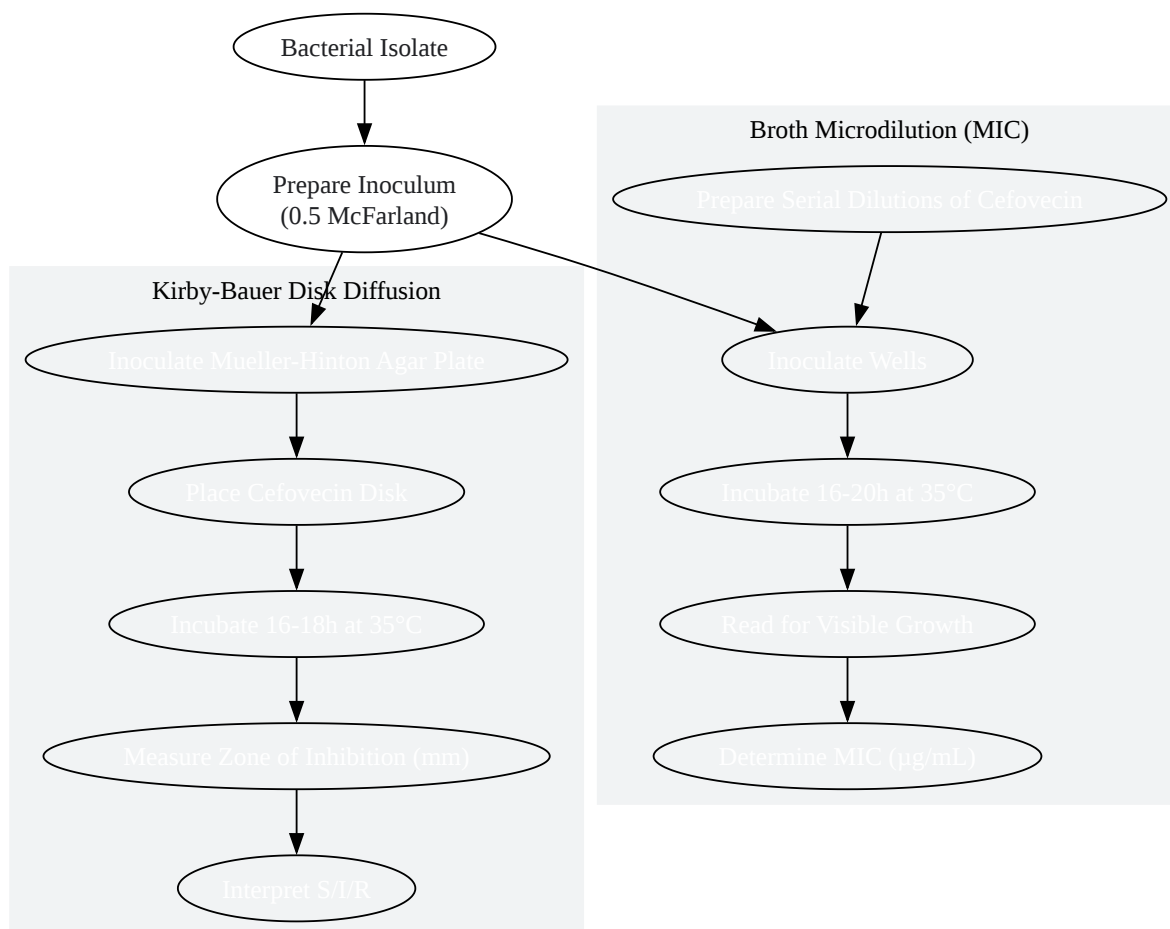 Bacterial Isolate
Prepare Inoculum
(0.5 McFarland)
Kirby-Bauer Disk Diffusion
Inoculate Mueller-Hinton Agar Plate
Place Cefovecin Disk
Incubate 16-18h at 35°C
Measure Zone of Inhibition (mm)
Interpret S/I/R
Broth Microdilution (MIC)
Prepare Serial Dilutions of Cefovecin
Inoculate Wells
Incubate 16-20h at 35°C
Read for Visible Growth
Determine MIC (µg/mL)